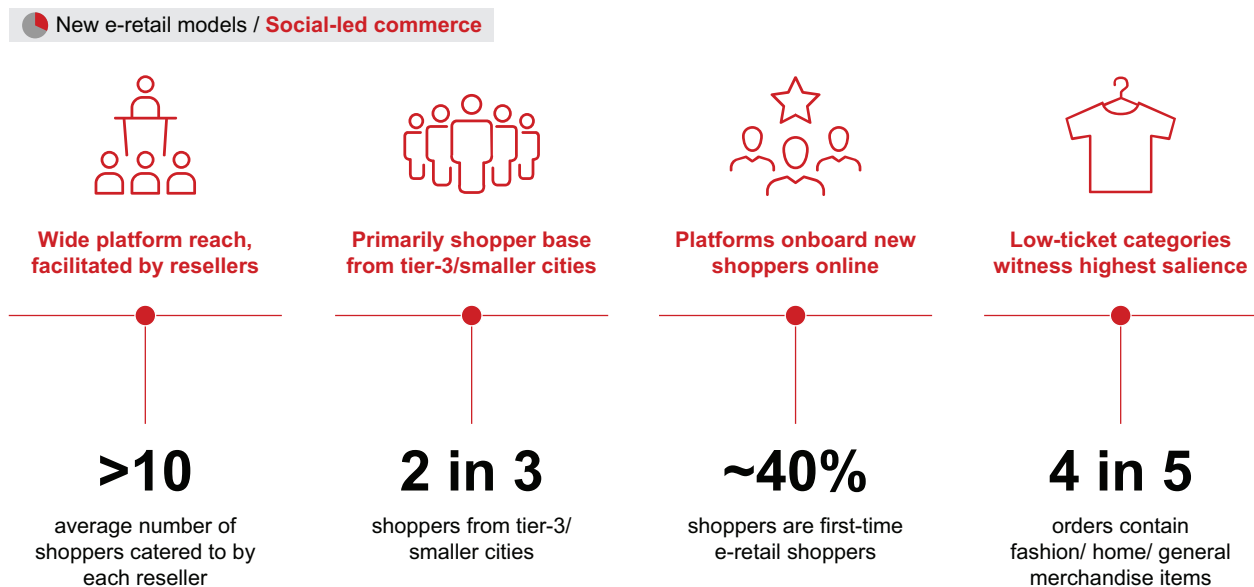 New e-retail models / Social-led commerce
Wide platform reach,
facilitated by resellers
>10
average number of
shoppers catered to by
each reseller
Primarily shopper base
from tier-3/smaller cities
2 in 3
shoppers from tier-3/
smaller cities
Platforms onboard new
shoppers online
~40%
shoppers are first-time
e-retail shoppers
Low-ticket categories
witness highest salience
4 in 5
orders contain
fashion/ home/ general
merchandise items